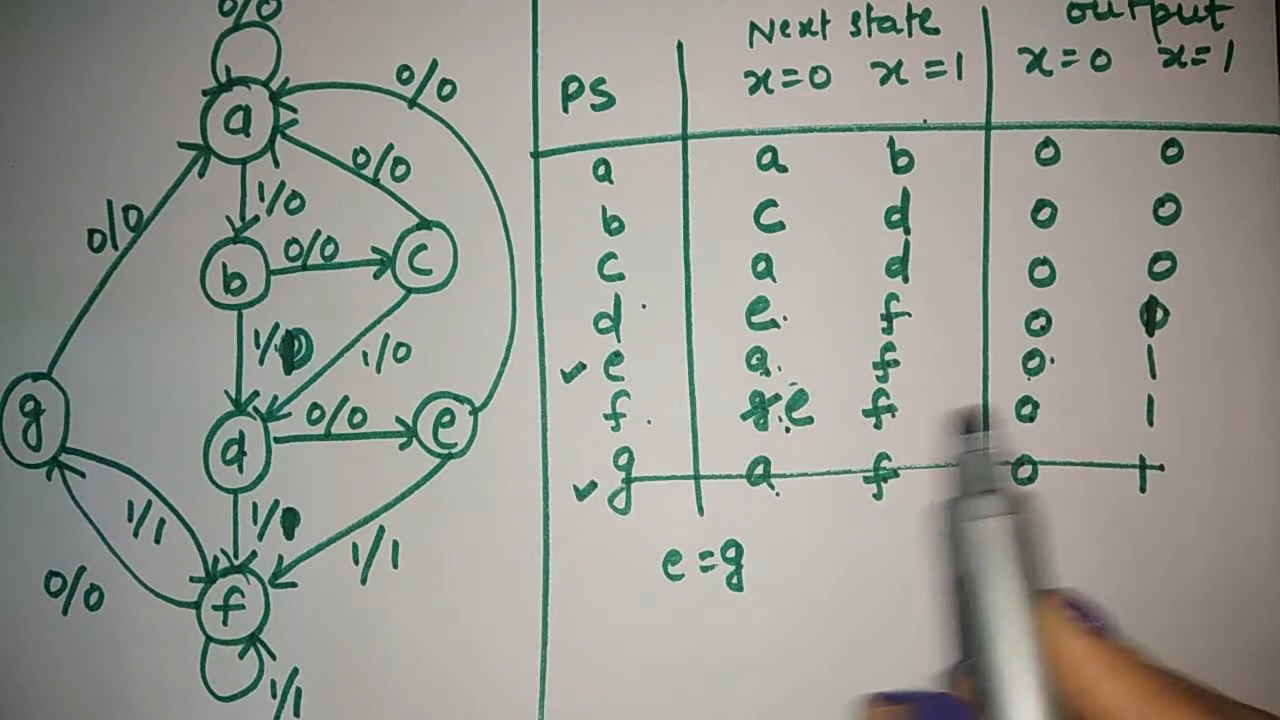 0/0
a
0/0
0/0
0/0
1/0
b
0/0
c
1/
1/0
g
d
0/0
e
1/
1/1
1/1
0/0
f
1/1
Next state output
PS x=0 x=1 x=0 x=1
a a b 0 0
b c d 0 0
c a d 0 0
d e f 0
e a f 0 1
f e f 0 1
g a f 0 1
e=g